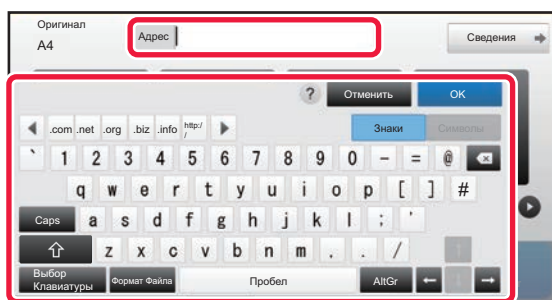 Оригинал
A4
Адрес
Сведения
? Отменить OK
.com .net .org .biz .info http:/
/
Знаки Символы
` 1 2 3 4 5 6 7 8 9 0 - = @
q w e r t y u i o p [ ] #
Caps a s d f g h j k l ; '
z x c v b n m . . /
Выбор
Клавиатуры
Формат Файла Пробел AltGr